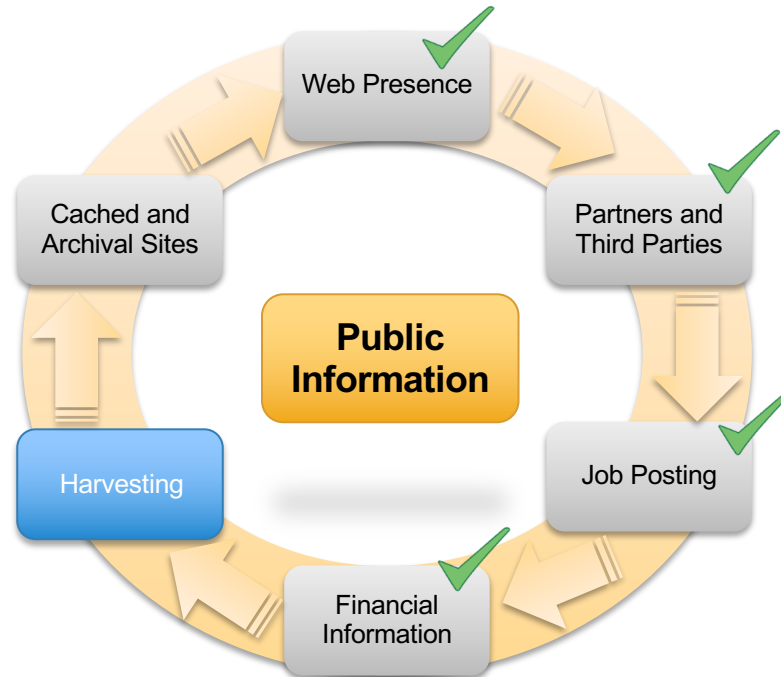 Web Presence
Cached and
Archival Sites
Partners and
Third Parties
Public
Information
Harvesting
Job Posting
Financial
Information